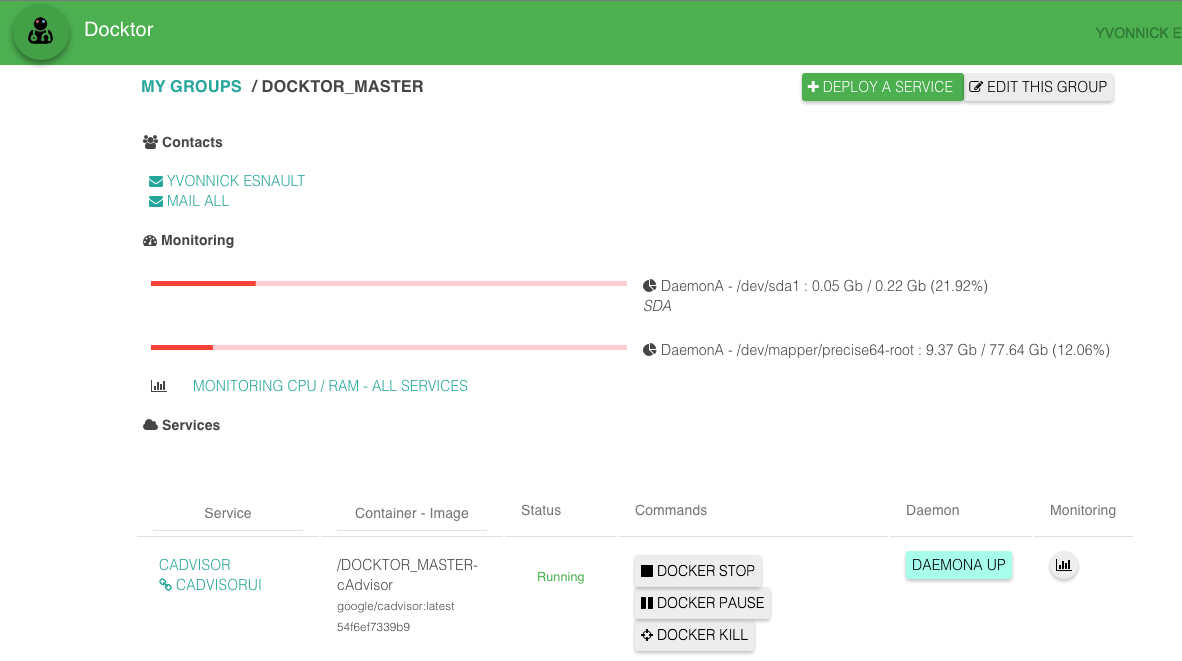 Docktor
YVONNICK E
MY GROUPS / DOCKTOR_MASTER
DEPLOY A SERVICE
EDIT THIS GROUP
Contacts
YVONNICK ESNAULT
MAIL ALL
Monitoring
DaemonA - /dev/sda1 : 0.05 Gb / 0.22 Gb (21.92%)
SDA
DaemonA - /dev/mapper/precise64-root : 9.37 Gb / 77.64 Gb (12.06%)
MONITORING CPU / RAM - ALL SERVICES
Services
Service
Container - Image
Status
Commands
Daemon
Monitoring
CADVISOR
CADVISORUI
/DOCKTOR_MASTER-
cAdvisor
google/cadvisor:latest
54f6ef7339b9
Running
DOCKER STOP
DOCKER PAUSE
DOCKER KILL
DAEMONA UP